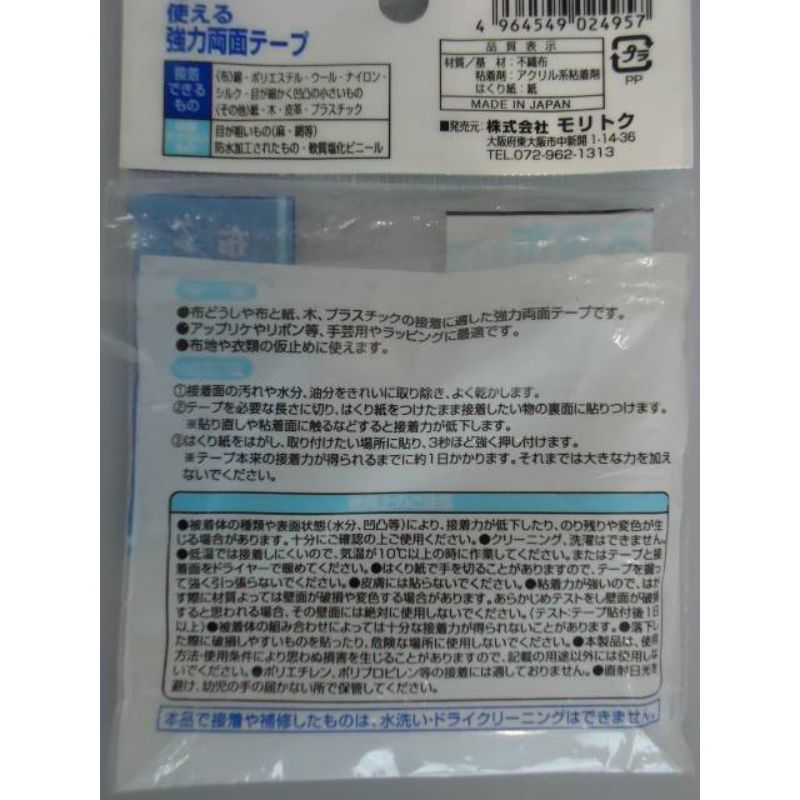 使える
強力両面テープ
4 964549 024957
接着
できる
もの
〈布〉綿・ポリエステル・ウール・ナイロン・
シルク・目が細かく凹凸の小さいもの
〈その他〉紙・木・皮革・プラスチック
目が粗いもの(麻・網等)
防水加工されたもの・軟質塩化ビニール
品質表示
材質/基材:不織布
粘着剤:アクリル系粘着剤
はくり紙:紙
MADE IN JAPAN
プラ
PP
■発売元:株式会社 モリトク
大阪府東大阪市中新開1-14-36
TEL.072-962-1313
●布どうしや布と紙、木、プラスチックの接着に適した強力両面テープです。
●アップリケやリボン等、手芸用やラッピングに最適です。
●布地や衣類の仮止めに使えます。
①接着面の汚れや水分、油分をきれいに取り除き、よく乾かします。
②テープを必要な長さに切り、はくり紙をつけたまま接着したい物の裏面に貼りつけます。
※貼り直しや粘着面に触るなどすると接着力が低下します。
③はくり紙をはがし、取り付けたい場所に貼り、3秒ほど強く押し付けます。
※テープ本来の接着力が得られるまでに約1日かかります。それまでは大きな力を加え
ないでください。
●被着体の種類や表面状態(水分、凹凸等)により、接着力が低下したり、のり残りや変色が生
じる場合があります。十分にご確認の上ご使用ください。●クリーニング、洗濯はできません。
●低温では接着しにくいので、気温が10℃以上の時に作業してください。またはテープと接
着面をドライヤーで暖めてください。●はくり紙で手を切ることがありますので、テープを握っ
て強く引っ張らないでください。●皮膚には貼らないでください。●粘着力が強いので、はが
す際に材質よっては壁面が破損や変色する場合があります。あらかじめテストをし壁面が破損
すると思われる場合、その壁面には絶対に使用しないでください。(テスト:テープ貼付後1日
以上)●被着体の組み合わせによっては十分な接着力が得られないことがあります。●落下し
た際に破損しやすいものを貼ったり、危険な場所に使用しないでください。●本製品は、使用
方法・使用条件により思わぬ損害を生じることがありますので、記載の用途以外には使用しな
いでください。●ポリエチレン、ポリプロピレン等の接着には適しておりません。●直射日光を
避け、幼児の手の届かない所で保管してください。
本品で接着や補修したものは、水洗い・ドライクリーニングはできません。